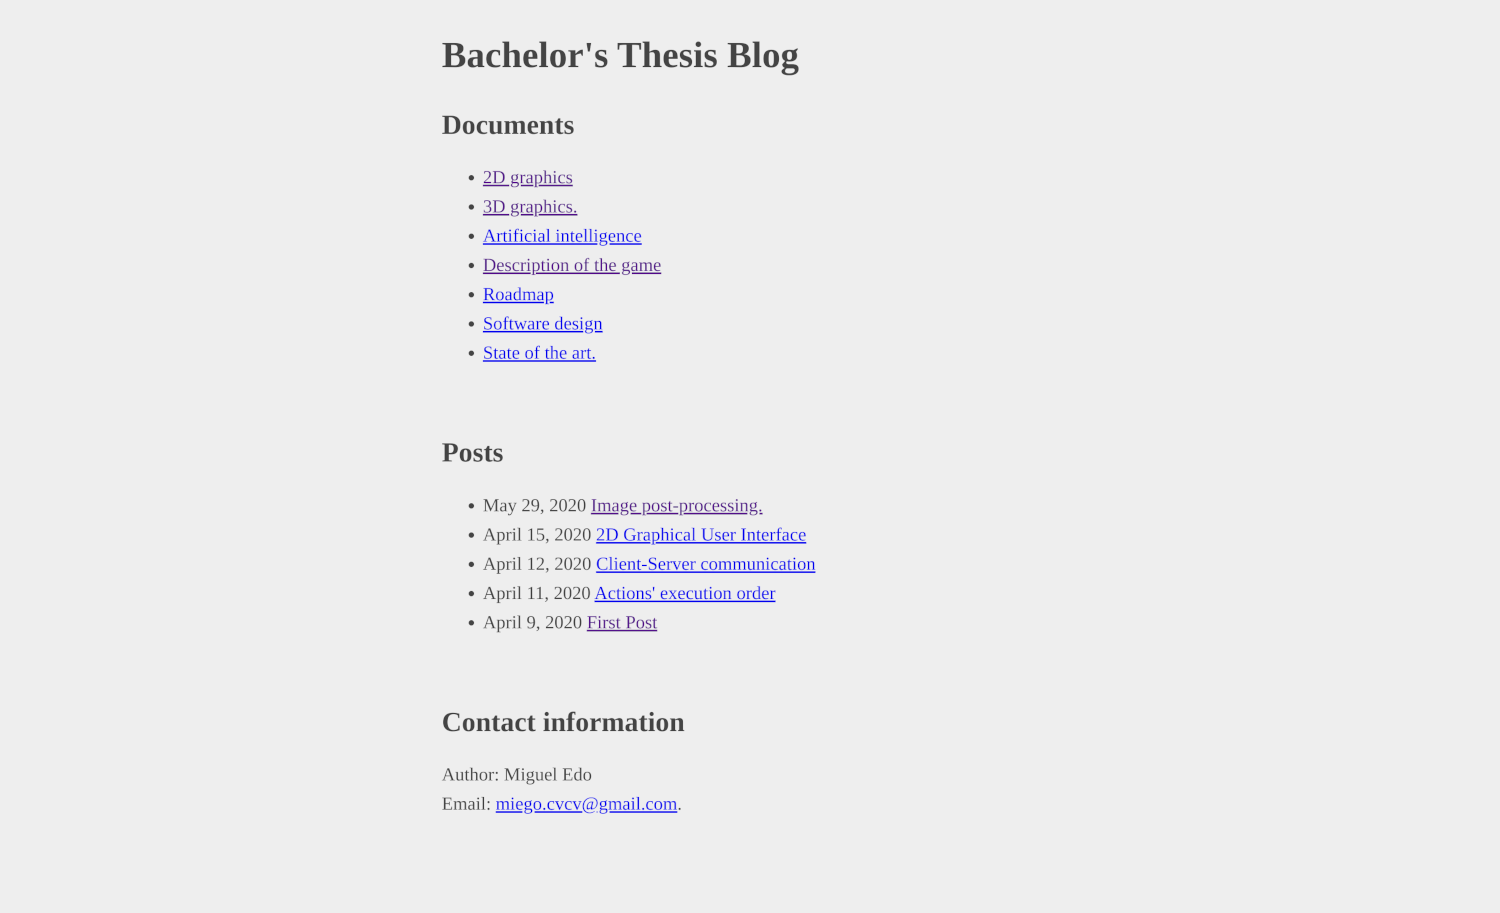 Bachelor's Thesis Blog
Documents
2D graphics
3D graphics.
Artificial intelligence
Description of the game
Roadmap
Software design
State of the art.
Posts
May 29, 2020 Image post-processing.
April 15, 2020 2D Graphical User Interface
April 12, 2020 Client-Server communication
April 11, 2020 Actions' execution order
April 9, 2020 First Post
Contact information
Author: Miguel Edo
Email: miego.cvcv@gmail.com.